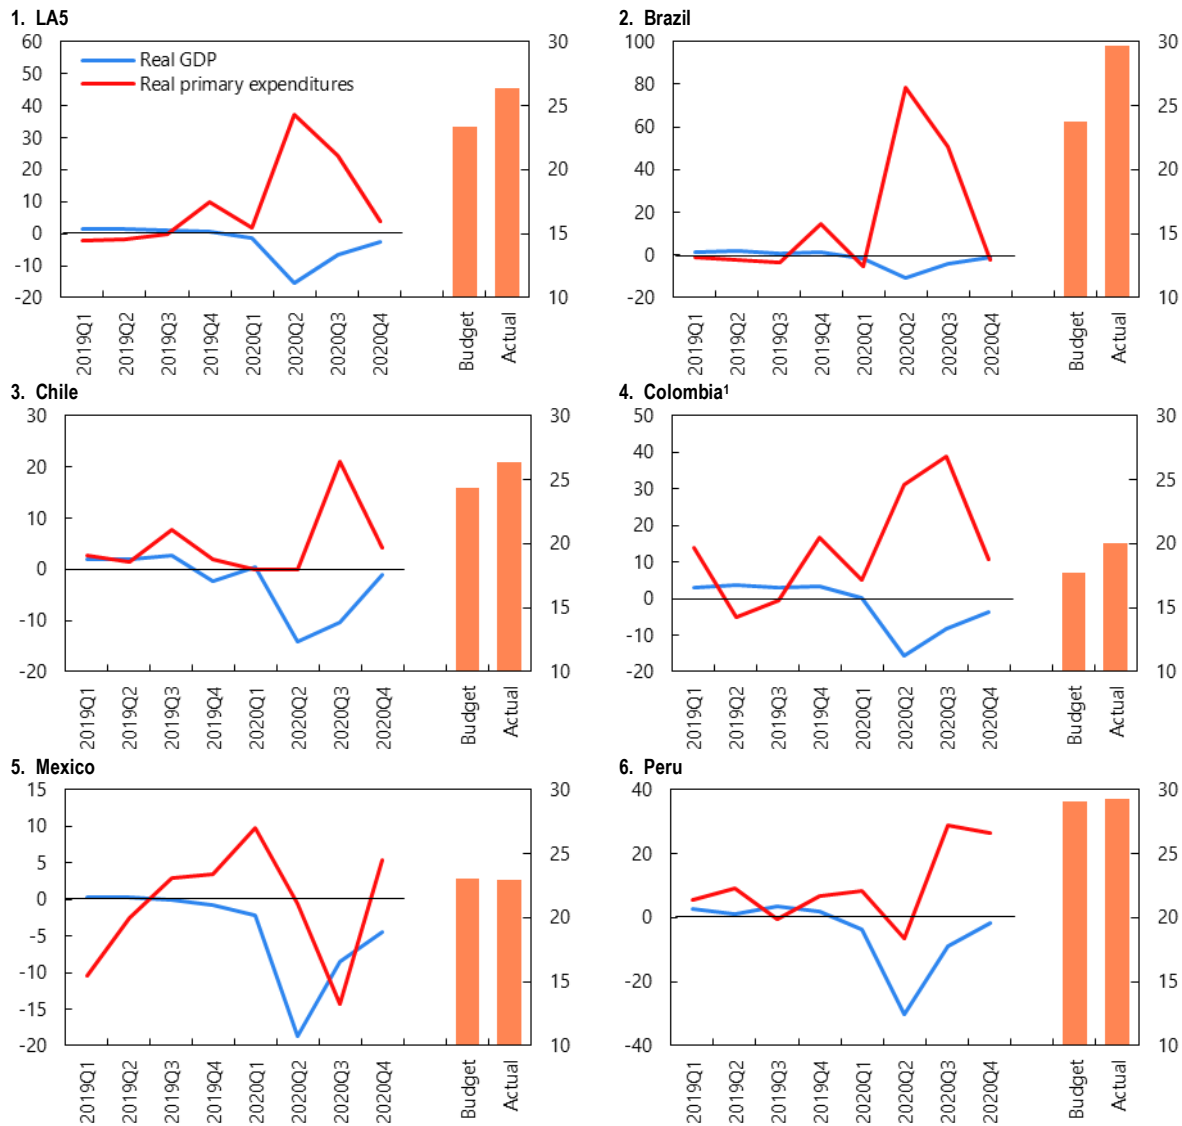 1. LA5
60
50
40
30
20
10
0
-10
-20
Real GDP
Real primary expenditures
30
25
20
15
10
2019Q1
2019Q2
2019Q3
2019Q4
2020Q1
2020Q2
2020Q3
2020Q4
Budget
Actual
2. Brazil
100
80
60
40
20
0
-20
30
25
20
15
10
2019Q1
2019Q2
2019Q3
2019Q4
2020Q1
2020Q2
2020Q3
2020Q4
Budget
Actual
3. Chile
30
20
10
0
-10
-20
30
25
20
15
10
2019Q1
2019Q2
2019Q3
2019Q4
2020Q1
2020Q2
2020Q3
2020Q4
Budget
Actual
4. Colombia¹
50
40
30
20
10
0
-10
-20
30
25
20
15
10
2019Q1
2019Q2
2019Q3
2019Q4
2020Q1
2020Q2
2020Q3
2020Q4
Budget
Actual
5. Mexico
15
10
5
0
-5
-10
-15
-20
30
25
20
15
10
2019Q1
2019Q2
2019Q3
2019Q4
2020Q1
2020Q2
2020Q3
2020Q4
Budget
Actual
6. Peru
40
20
0
-20
-40
30
25
20
15
10
2019Q1
2019Q2
2019Q3
2019Q4
2020Q1
2020Q2
2020Q3
2020Q4
Budget
Actual